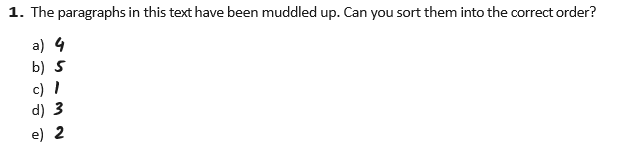 1. The paragraphs in this text have been muddled up. Can you sort them into the correct order?
a) 4
b) 5
c) 1
d) 3
e) 2